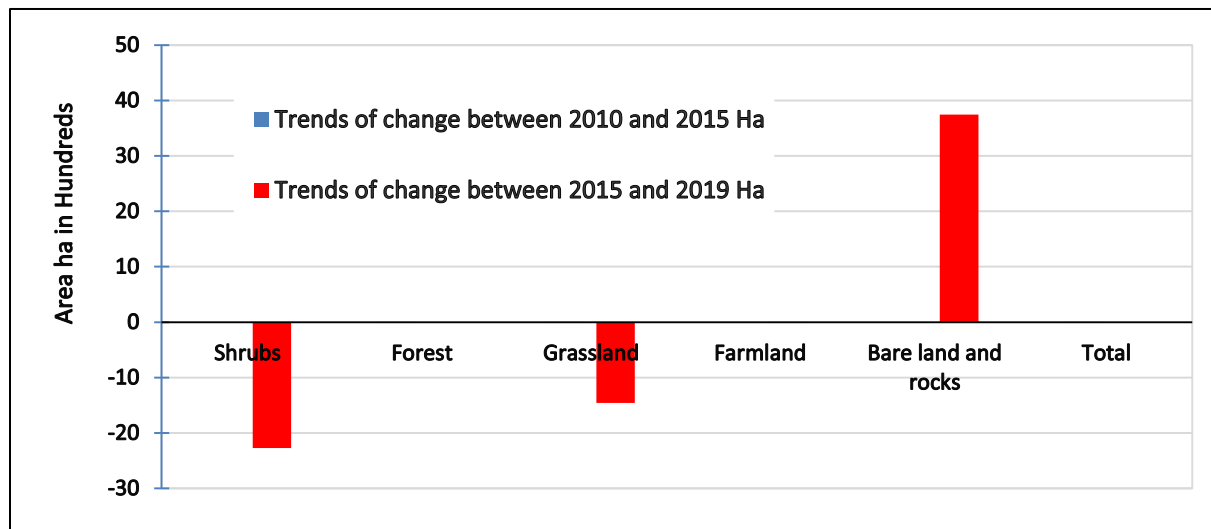 50
40
30
20
10
0
-10
-20
-30
Area ha in Hundreds
Trends of change between 2010 and 2015 Ha
Trends of change between 2015 and 2019 Ha
Shrubs
Forest
Grassland
Farmland
Bare land and
rocks
Total